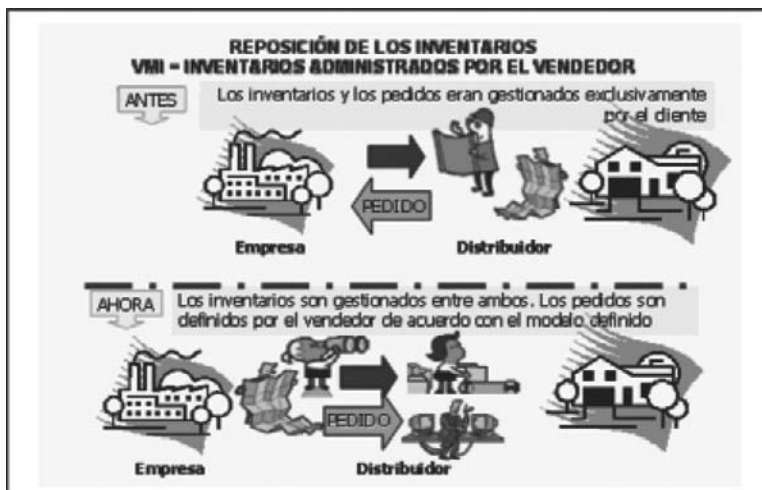 REPOSICIÓN DE LOS INVENTARIOS
VMI – INVENTARIOS ADMINISTRADOS POR EL VENDEDOR
ANTES
Los inventarios y los pedidos eran gestionados exclusivamente
por el cliente
PEDIDO
Empresa
Distribuidor
AHORA
Los inventarios son gestionados entre ambos. Los pedidos son
definidos por el vendedor de acuerdo con el modelo definido
PEDIDO
Empresa
Distribuidor